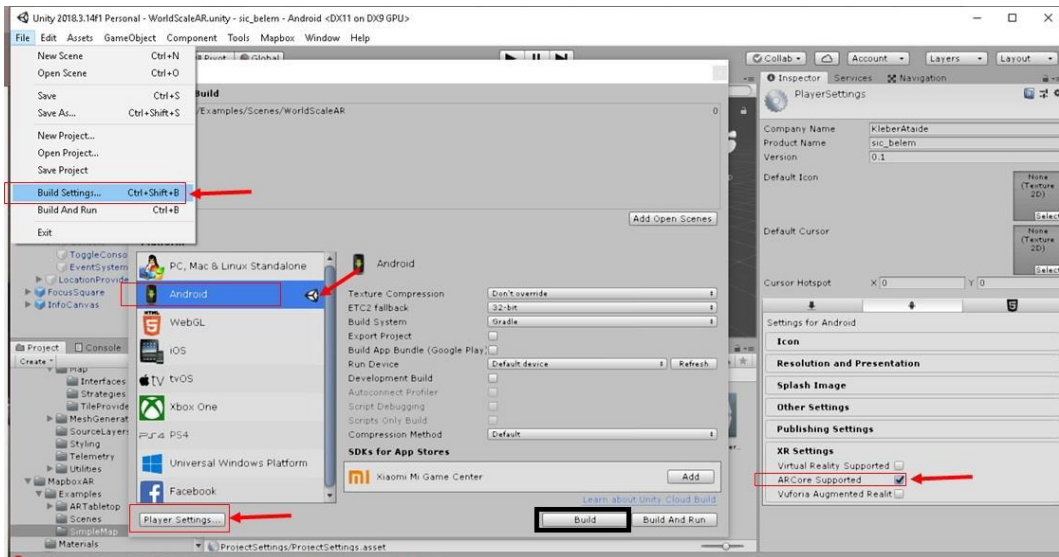 Unity 2018.3.14f1 Personal - WorldScaleAR.unity - sic_belem - Android <DX11 on DX9 GPU>
File Edit Assets GameObject Component Tools Mapbox Window Help
New Scene Ctrl+N
Open Scene Ctrl+O
Save Ctrl+S
Save As... Ctrl+Shift+S
New Project...
Open Project...
Save Project
Build Settings... Ctrl+Shift+B
Build And Run Ctrl+B
Exit
Pivot Global
Collab Account Layers Layout
Build
/Examples/Scenes/WorldScaleAR 0
Add Open Scenes
ToggleConso
EventSystem
LocationProvide
FocusSquare
InfoCanvas
Project Console
Create
Map
Interfaces
Strategies
TileProvide
MeshGenerat
SourceLayers
Styling
Telemetry
Utilities
MapboxAR
Examples
ARTabletop
Scenes
SimpleMap
Materials
PC, Mac & Linux Standalone
Android
HTML
WebGL
iOS
tv tvOS
Xbox One
PS4 PS4
Universal Windows Platform
Facebook
Player Settings...
Android
Texture Compression Don't override
ETC2 fallback 32-bit
Build System Gradle
Export Project
Build App Bundle (Google Play)
Run Device Default device Refresh
Development Build
Autoconnect Profiler
Script Debugging
Scripts Only Build
Compression Method Default
SDKs for App Stores
Xiaomi Mi Game Center Add
Learn about Unity Cloud Build
Build Build And Run
ProjectSettings/ProjectSettings.asset
Inspector Services Navigation
PlayerSettings
Company Name KleberAtaide
Product Name sic_belem
Version 0.1
Default Icon
None
(Texture
2D)
Select
Default Cursor
None
(Texture
2D)
Select
Cursor Hotspot X 0 Y 0
Settings for Android
Icon
Resolution and Presentation
Splash Image
Other Settings
Publishing Settings
XR Settings
Virtual Reality Supported
ARCore Supported
Vuforia Augmented Realit